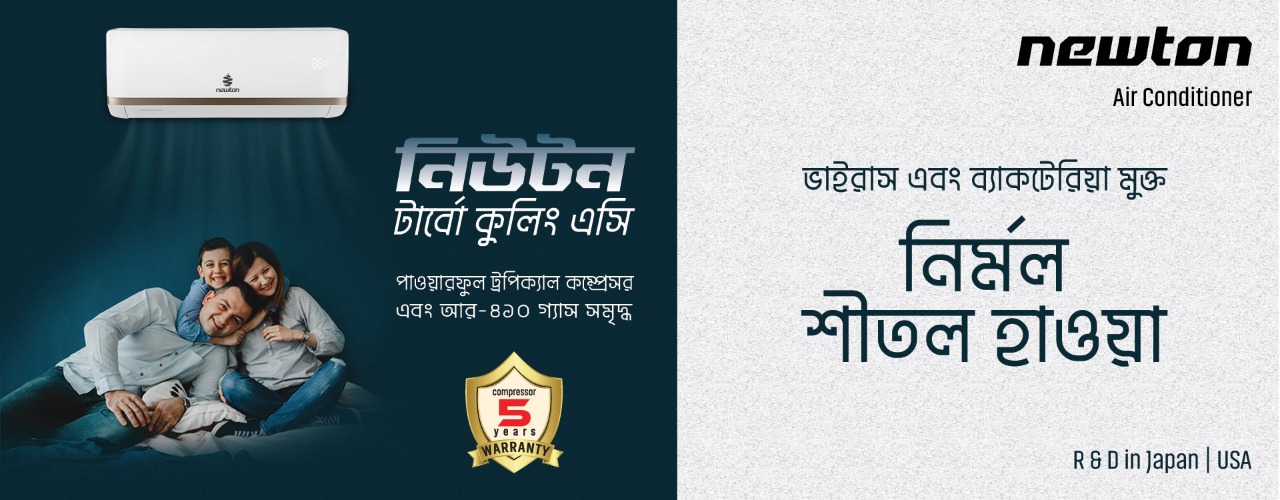 newton
নিউটন
টার্বো কুলিং এসি
পাওয়ারফুল ট্রপিক্যাল কম্প্রেসর
এবং আর-৪১০ গ্যাস সমৃদ্ধ
compressor
5
years
WARRANTY
newton
Air Conditioner
ভাইরাস এবং ব্যাকটেরিয়া মুক্ত
নির্মল
শীতল হাওয়া
R & D in Japan | USA